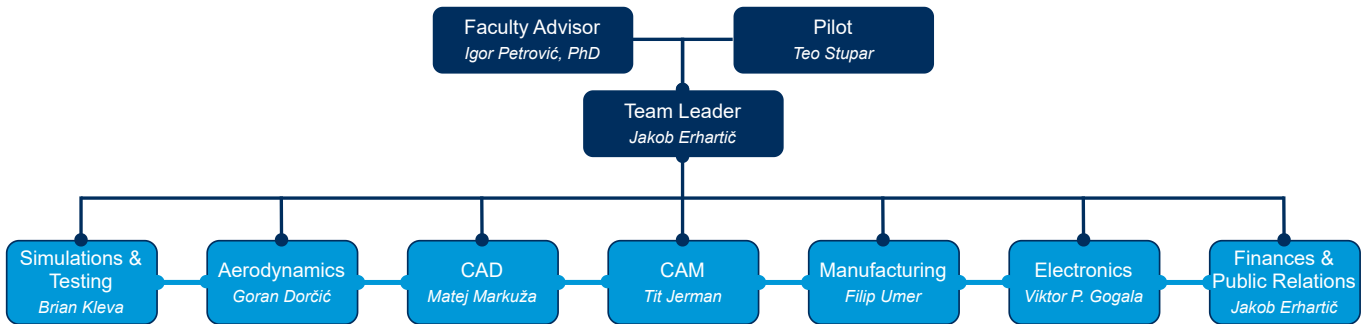 Faculty Advisor
Igor Petrović, PhD
Pilot
Teo Stupar
Team Leader
Jakob Erhartič
Simulations &
Testing
Brian Kleva
Aerodynamics
Goran Dorčić
CAD
Matej Markuža
CAM
Tit Jerman
Manufacturing
Filip Umer
Electronics
Viktor P. Gogala
Finances &
Public Relations
Jakob Erhartič